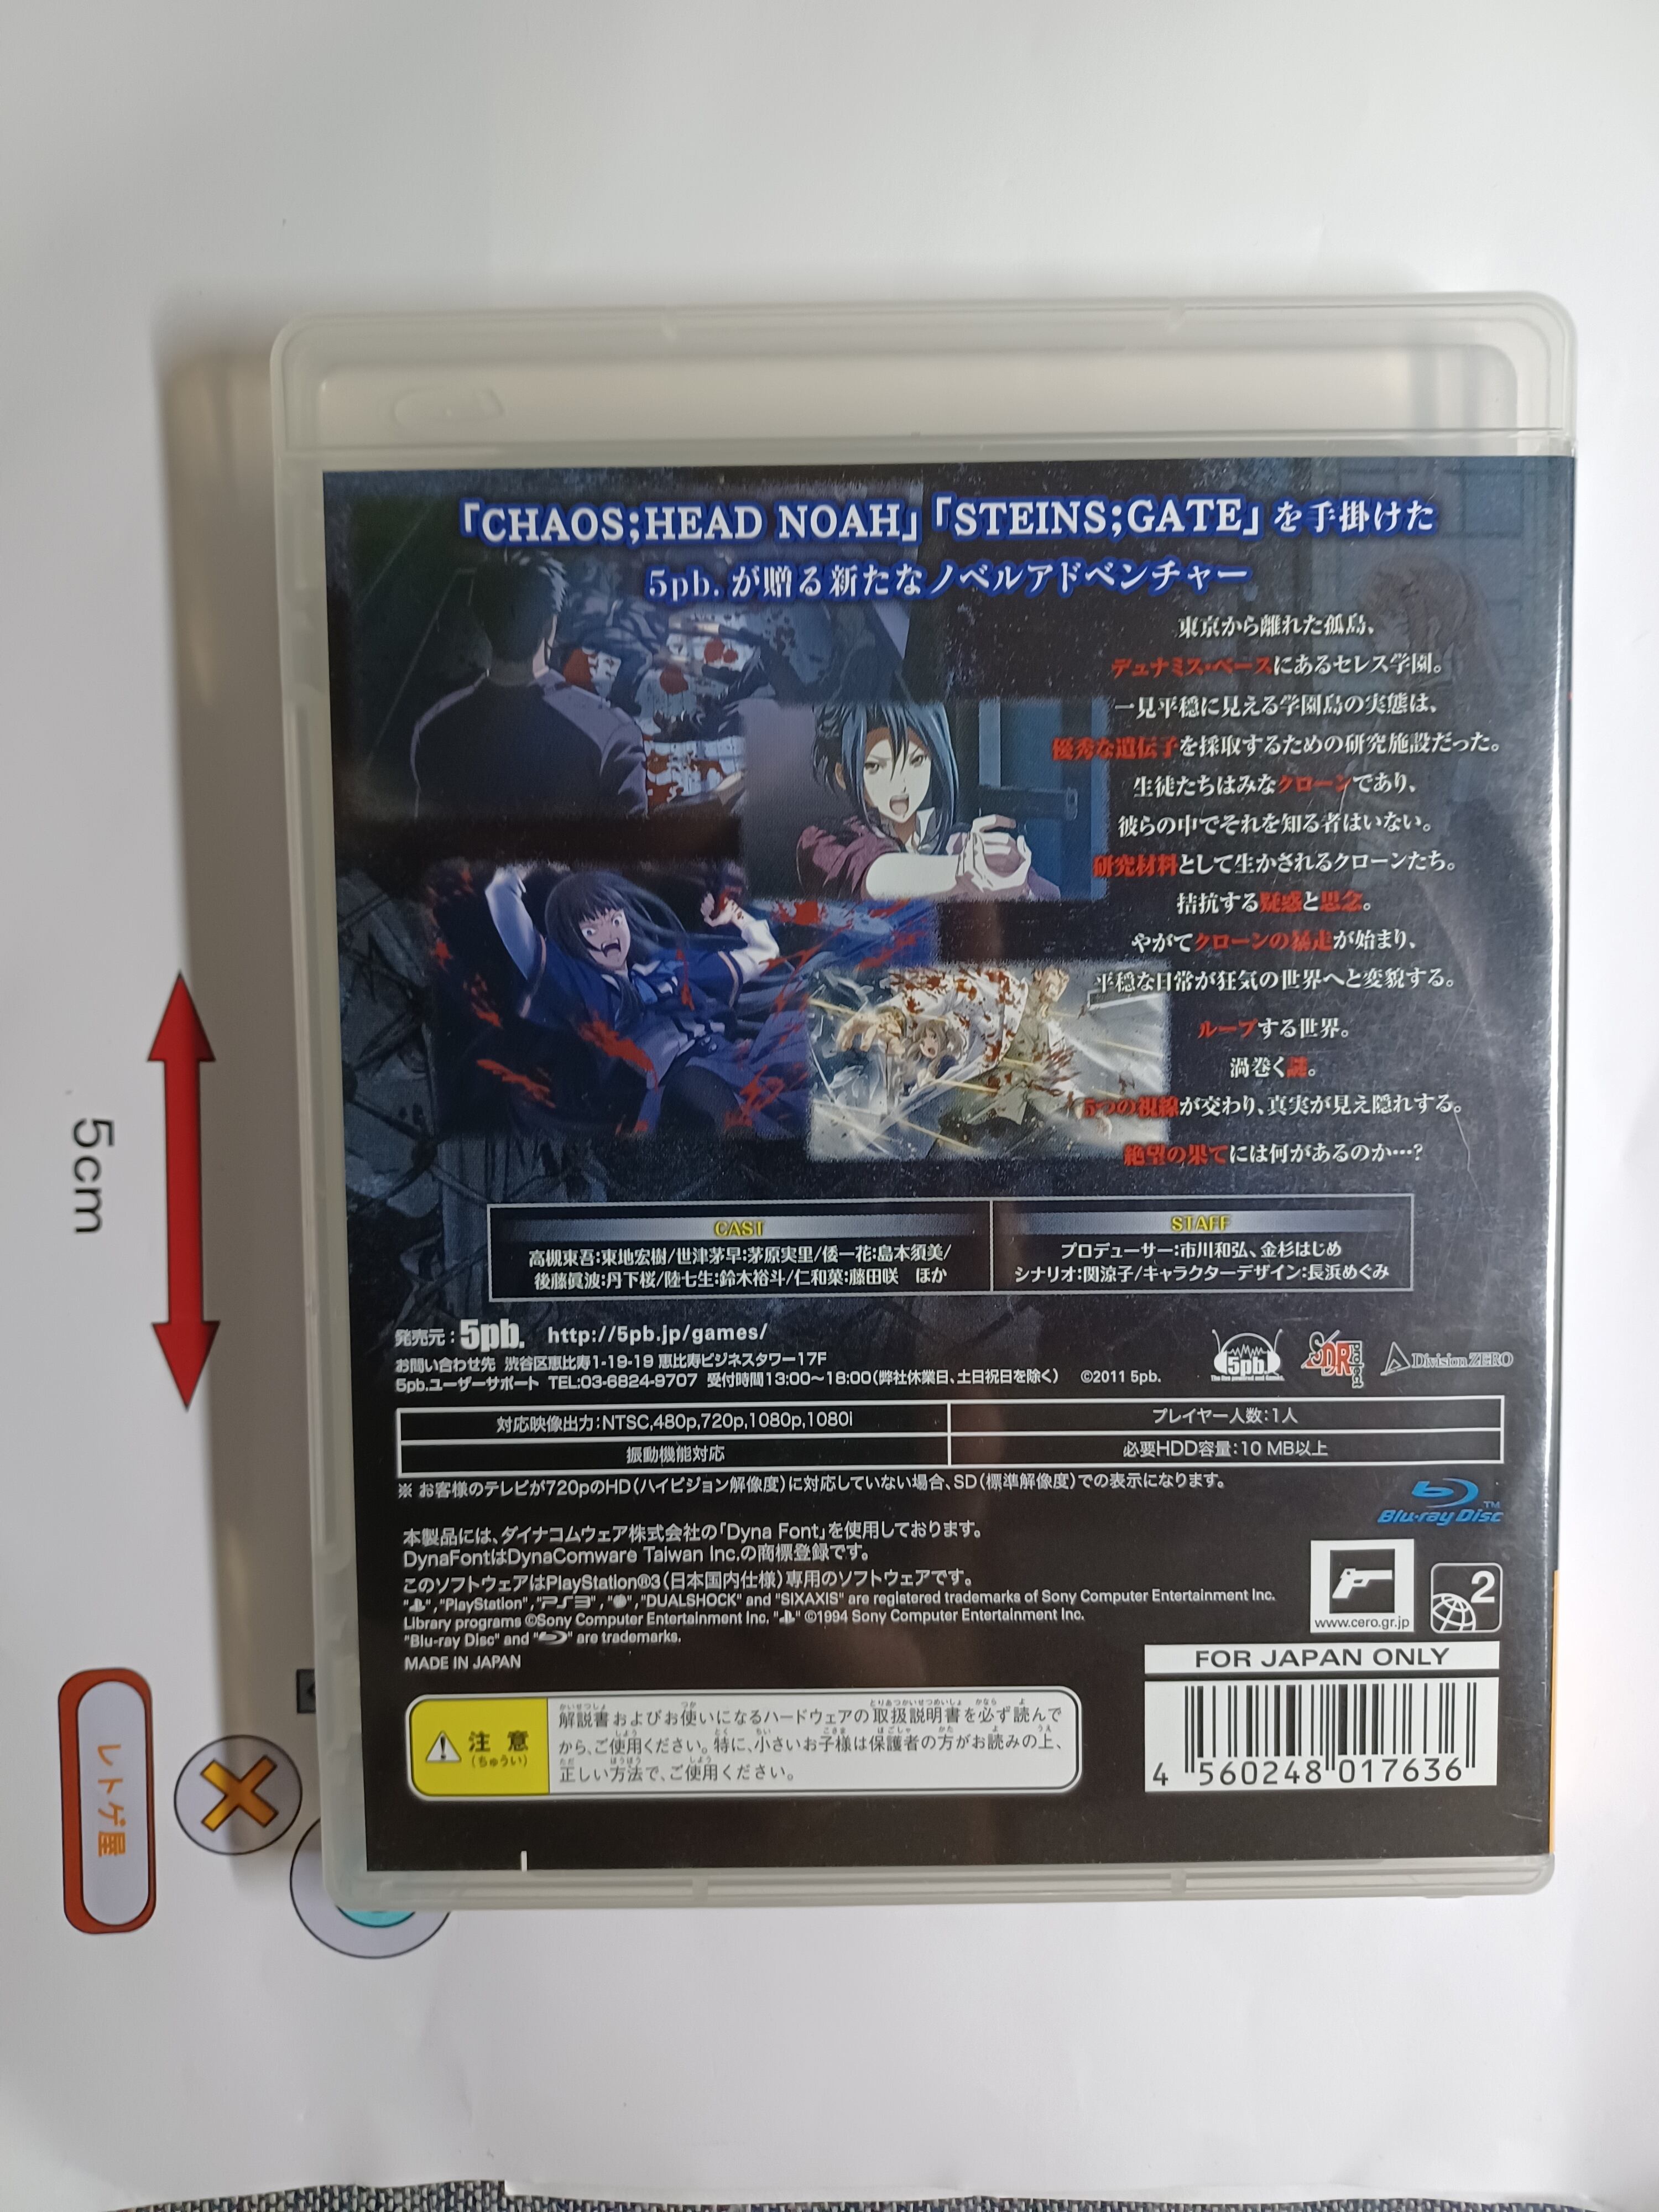 「CHAOS;HEAD NOAH」「STEINS;GATE」を手掛けた
5pb.が贈る新たなノベルアドベンチャー
東京から離れた孤島、
デュナミス・ベースにあるセレス学園。
一見平穏に見える学園島の実態は、
優秀な遺伝子を採取するための研究施設だった。
生徒たちはみなクローンであり、
彼らの中でそれを知る者はいない。
研究材料として生かされるクローンたち。
拮抗する疑惑と思念。
やがてクローンの暴走が始まり、
平穏な日常が狂気の世界へと変貌する。
ループする世界。
渦巻く謎。
5つの視線が交わり、真実が見え隠れする。
絶望の果てには何があるのか…?
CAST
高槻東吾:東地宏樹/世津茅早:茅原実里/倭一花:島本須美/
後藤眞波:丹下桜/陸七生:鈴木裕斗/仁和菜:藤田咲 ほか
STAFF
プロデューサー:市川和弘、金杉はじめ
シナリオ:関涼子/キャラクターデザイン:長浜めぐみ
発売元:5pb. http://5pb.jp/games/
お問い合わせ先 渋谷区恵比寿1-19-19 恵比寿ビジネスタワー17F
5pb.ユーザーサポート TEL:03-6824-9707 受付時間13:00〜18:00(弊社休業日、土日祝日を除く) ©2011 5pb.
5pb.
SDR Project
Division ZERO
対応映像出力:NTSC,480p,720p,1080p,1080i
プレイヤー人数:1人
振動機能対応
必要HDD容量:10 MB以上
※ お客様のテレビが720pのHD(ハイビジョン解像度)に対応していない場合、SD(標準解像度)での表示になります。
Blu-ray Disc™
本製品には、ダイナコムウェア株式会社の「Dyna Font」を使用しております。
DynaFontはDynaComware Taiwan Inc.の商標登録です。
このソフトウェアはPlayStation®3(日本国内仕様)専用のソフトウェアです。
" ", "PlayStation", "PS3", " ", "DUALSHOCK" and "SIXAXIS" are registered trademarks of Sony Computer Entertainment Inc.
Library programs ©Sony Computer Entertainment Inc. " " ©1994 Sony Computer Entertainment Inc.
"Blu-ray Disc" and " " are trademarks.
MADE IN JAPAN
www.cero.gr.jp
2
FOR JAPAN ONLY
4 560248 017636
注意
(ちゅうい)
解説書およびお使いになるハードウェアの取扱説明書を必ず読んで
から、ご使用ください。特に、小さいお子様は保護者の方がお読みの上、
正しい方法で、ご使用ください。
5cm
レトゲ屋